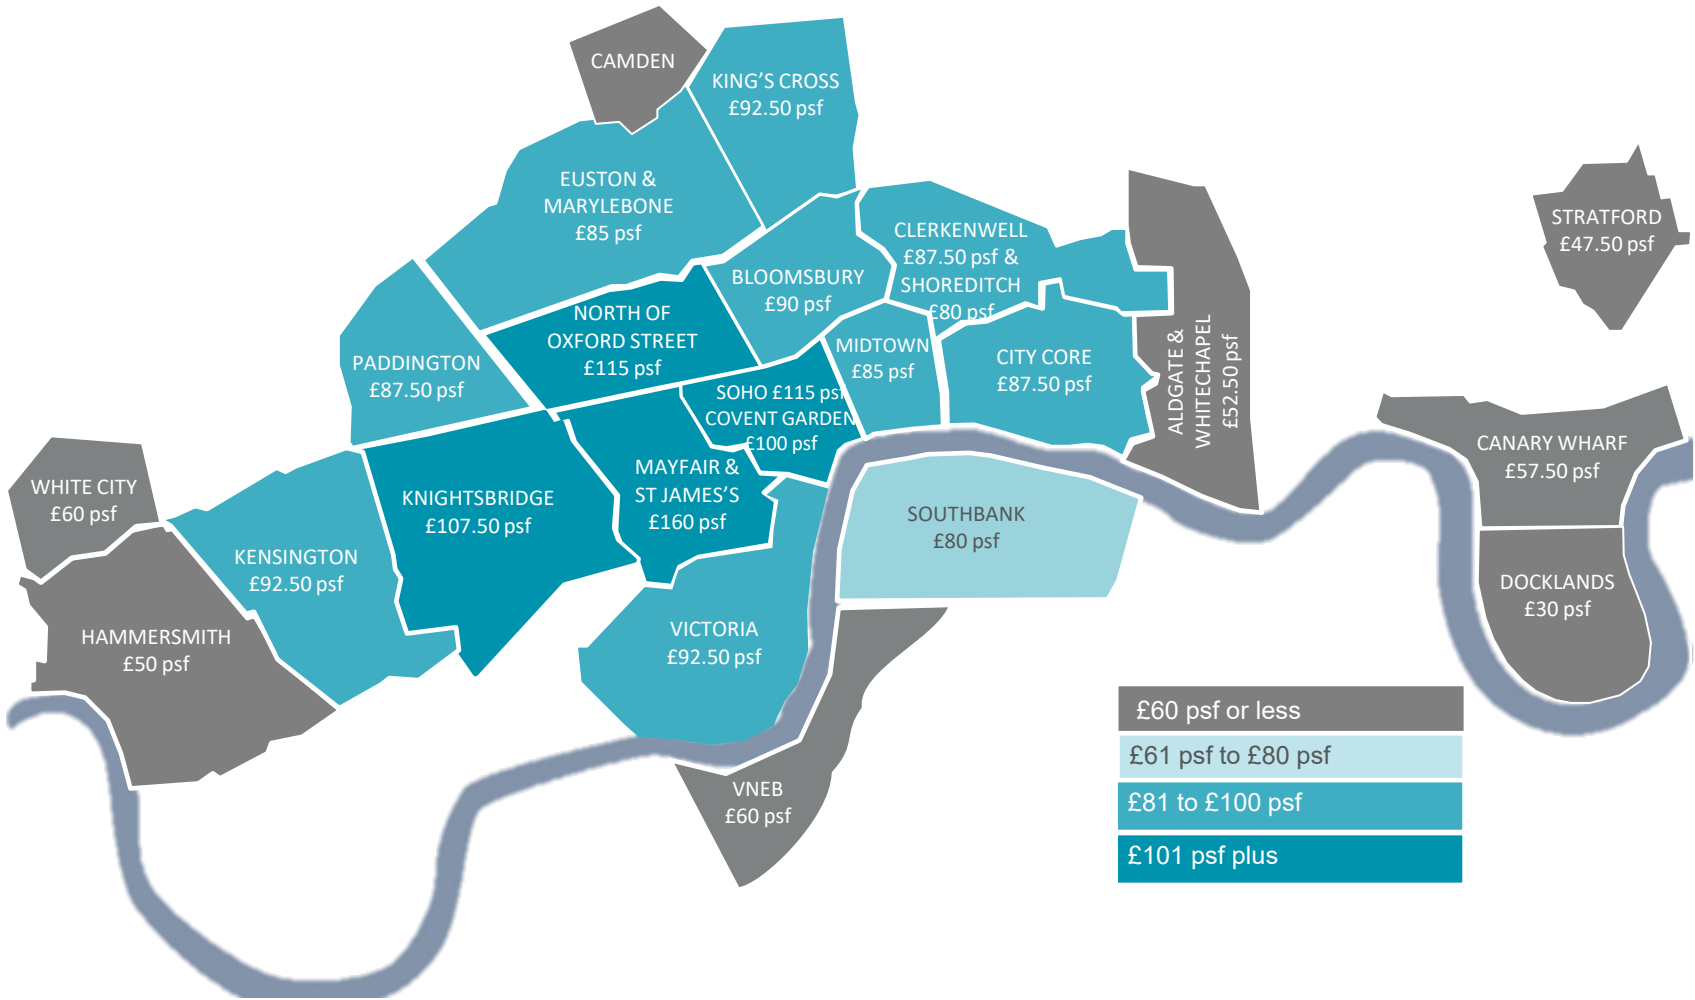 CAMDEN
KING'S CROSS
£92.50 psf
EUSTON &
MARYLEBONE
£85 psf
CLERKENWELL
£87.50 psf &
SHOREDITCH
£80 psf
STRATFORD
£47.50 psf
BLOOMSBURY
£90 psf
NORTH OF
OXFORD STREET
£115 psf
PADDINGTON
£87.50 psf
MIDTOWN
£85 psf
CITY CORE
£87.50 psf
ALDGATE &
WHITECHAPEL
£52.50 psf
SOHO £115 psf
COVENT GARDEN
£100 psf
CANARY WHARF
£57.50 psf
MAYFAIR &
ST JAMES’S
£160 psf
KNIGHTSBRIDGE
£107.50 psf
WHITE CITY
£60 psf
SOUTHBANK
£80 psf
KENSINGTON
£92.50 psf
DOCKLANDS
£30 psf
HAMMERSMITH
£50 psf
VICTORIA
£92.50 psf
VNEB
£60 psf
£60 psf or less
£61 psf to £80 psf
£81 to £100 psf
£101 psf plus